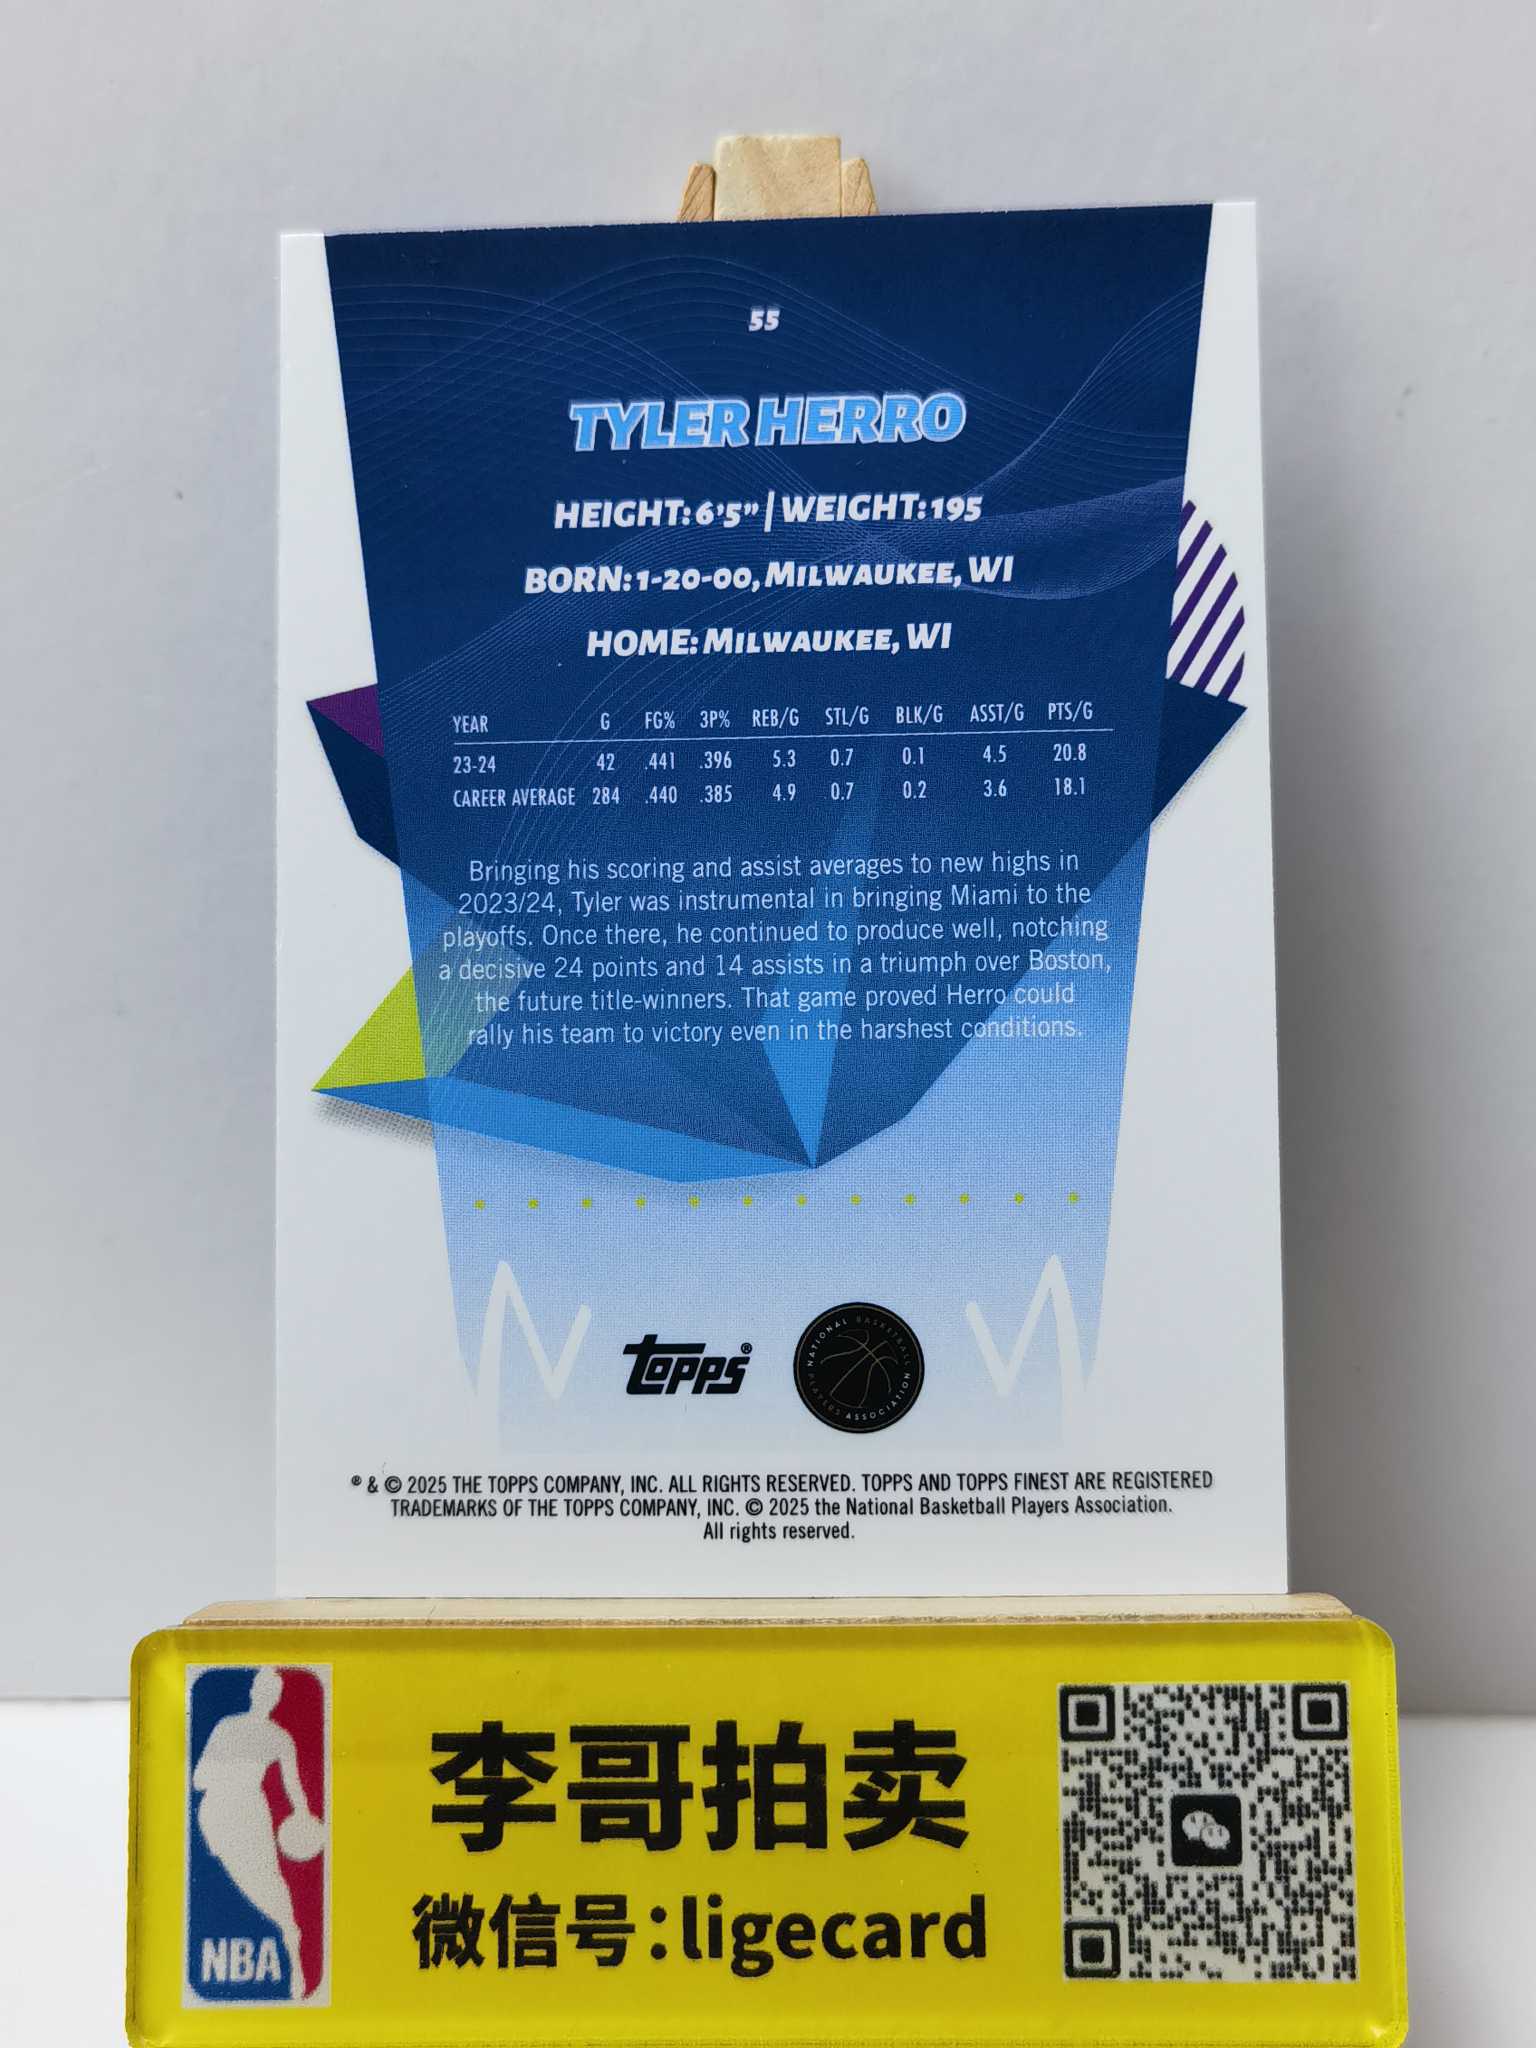 55
TYLER HERRO
HEIGHT: 6'5" | WEIGHT: 195
BORN: 1-20-00, MILWAUKEE, WI
HOME: MILWAUKEE, WI
YEAR G FG% 3P% REB/G STL/G BLK/G ASST/G PTS/G
23-24 42 .441 .396 5.3 0.7 0.1 4.5 20.8
CAREER AVERAGE 284 .440 .385 4.9 0.7 0.2 3.6 18.1
Bringing his scoring and assist averages to new highs in
2023/24, Tyler was instrumental in bringing Miami to the
playoffs. Once there, he continued to produce well, notching
a decisive 24 points and 14 assists in a triumph over Boston,
the future title-winners. That game proved Herro could
rally his team to victory even in the harshest conditions.
TOPPS®
NATIONAL BASKETBALL
PLAYERS ASSOCIATION
® & © 2025 THE TOPPS COMPANY, INC. ALL RIGHTS RESERVED. TOPPS AND TOPPS FINEST ARE REGISTERED
TRADEMARKS OF THE TOPPS COMPANY, INC. © 2025 the National Basketball Players Association.
All rights reserved.
NBA
李哥拍卖
微信号:ligecard